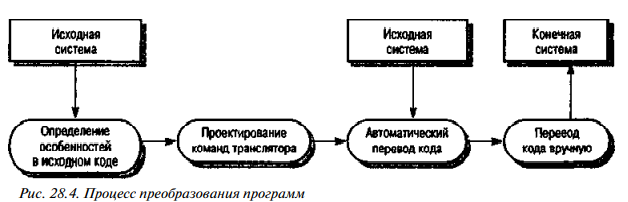 Исходная
система
Исходная
система
Конечная
система
Определение
особенностей
в исходном коде
Проектирование
команд транслятора
Автоматический
перевод кода
Перевод
кода вручную
Рис. 28.4. Процесс преобразования программ